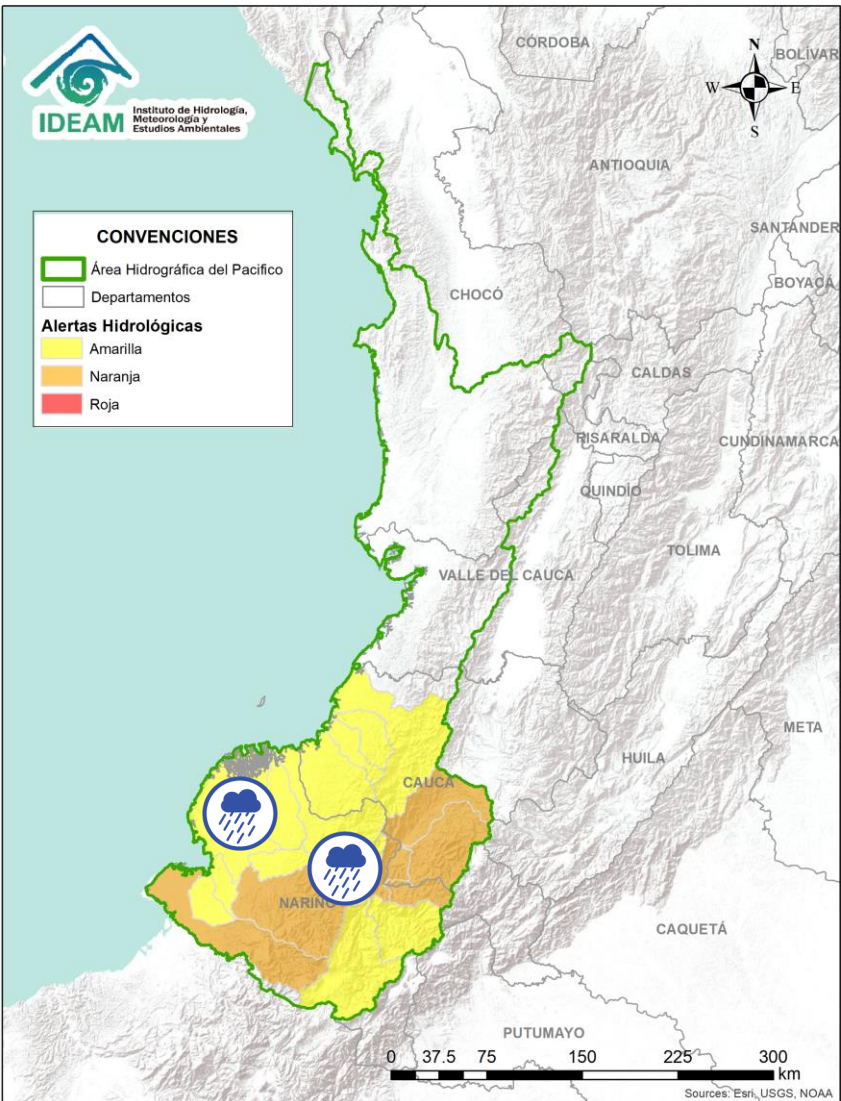 IDEAM
Instituto de Hidrología,
Meteorología y
Estudios Ambientales
N
W
E
S
CÓRDOBA
BOLÍVAR
ANTIOQUIA
SANTANDER
BOYACÁ
CHOCÓ
CALDAS
RISARALDA
CUNDINAMARCA
QUINDÍO
TOLIMA
VALLE DEL CAUCA
META
HUILA
CAUCA
NARIÑO
CAQUETÁ
PUTUMAYO
CONVENCIONES
Área Hidrográfica del Pacifico
Departamentos
Alertas Hidrológicas
Amarilla
Naranja
Roja
0 37.5 75 150 225 300
km
Sources: Esri, USGS, NOAA